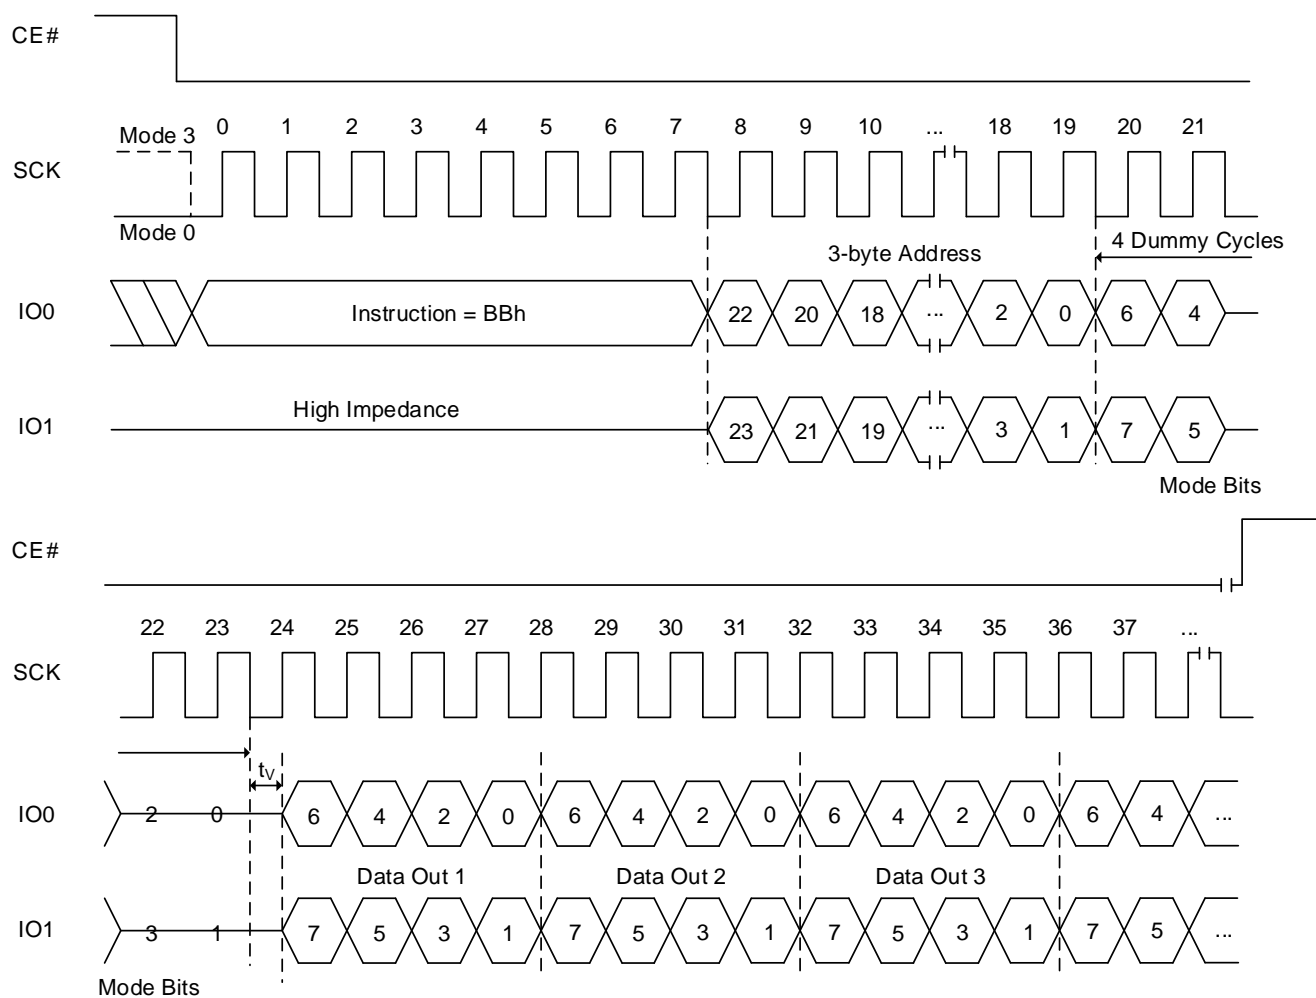 CE#
0 1 2 3 4 5 6 7 8 9 10 ... 18 19 20 21
Mode 3
SCK
Mode 0
3-byte Address
4 Dummy Cycles
IO0
Instruction = BBh
22 20 18 ... 2 0 6 4
High Impedance
IO1
23 21 19 ... 3 1 7 5
Mode Bits
CE#
22 23 24 25 26 27 28 29 30 31 32 33 34 35 36 37 ...
SCK
tV
IO0
2 0 6 4 2 0 6 4 2 0 6 4 2 0 6 4 ...
Data Out 1 Data Out 2 Data Out 3
IO1
3 1 7 5 3 1 7 5 3 1 7 5 3 1 7 5 ...
Mode Bits